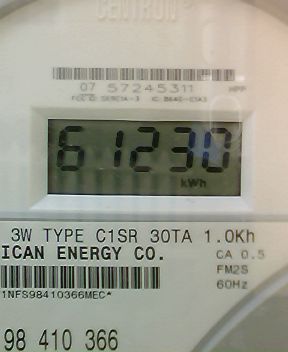 CENTRON
07 57245311
APP
61230
kWh
3W TYPE C1SR 30TA 1.0Kh
ICAN ENERGY CO.
CA 0.5
FM2S
60Hz
1NFS98410366MEC*
98 410 366